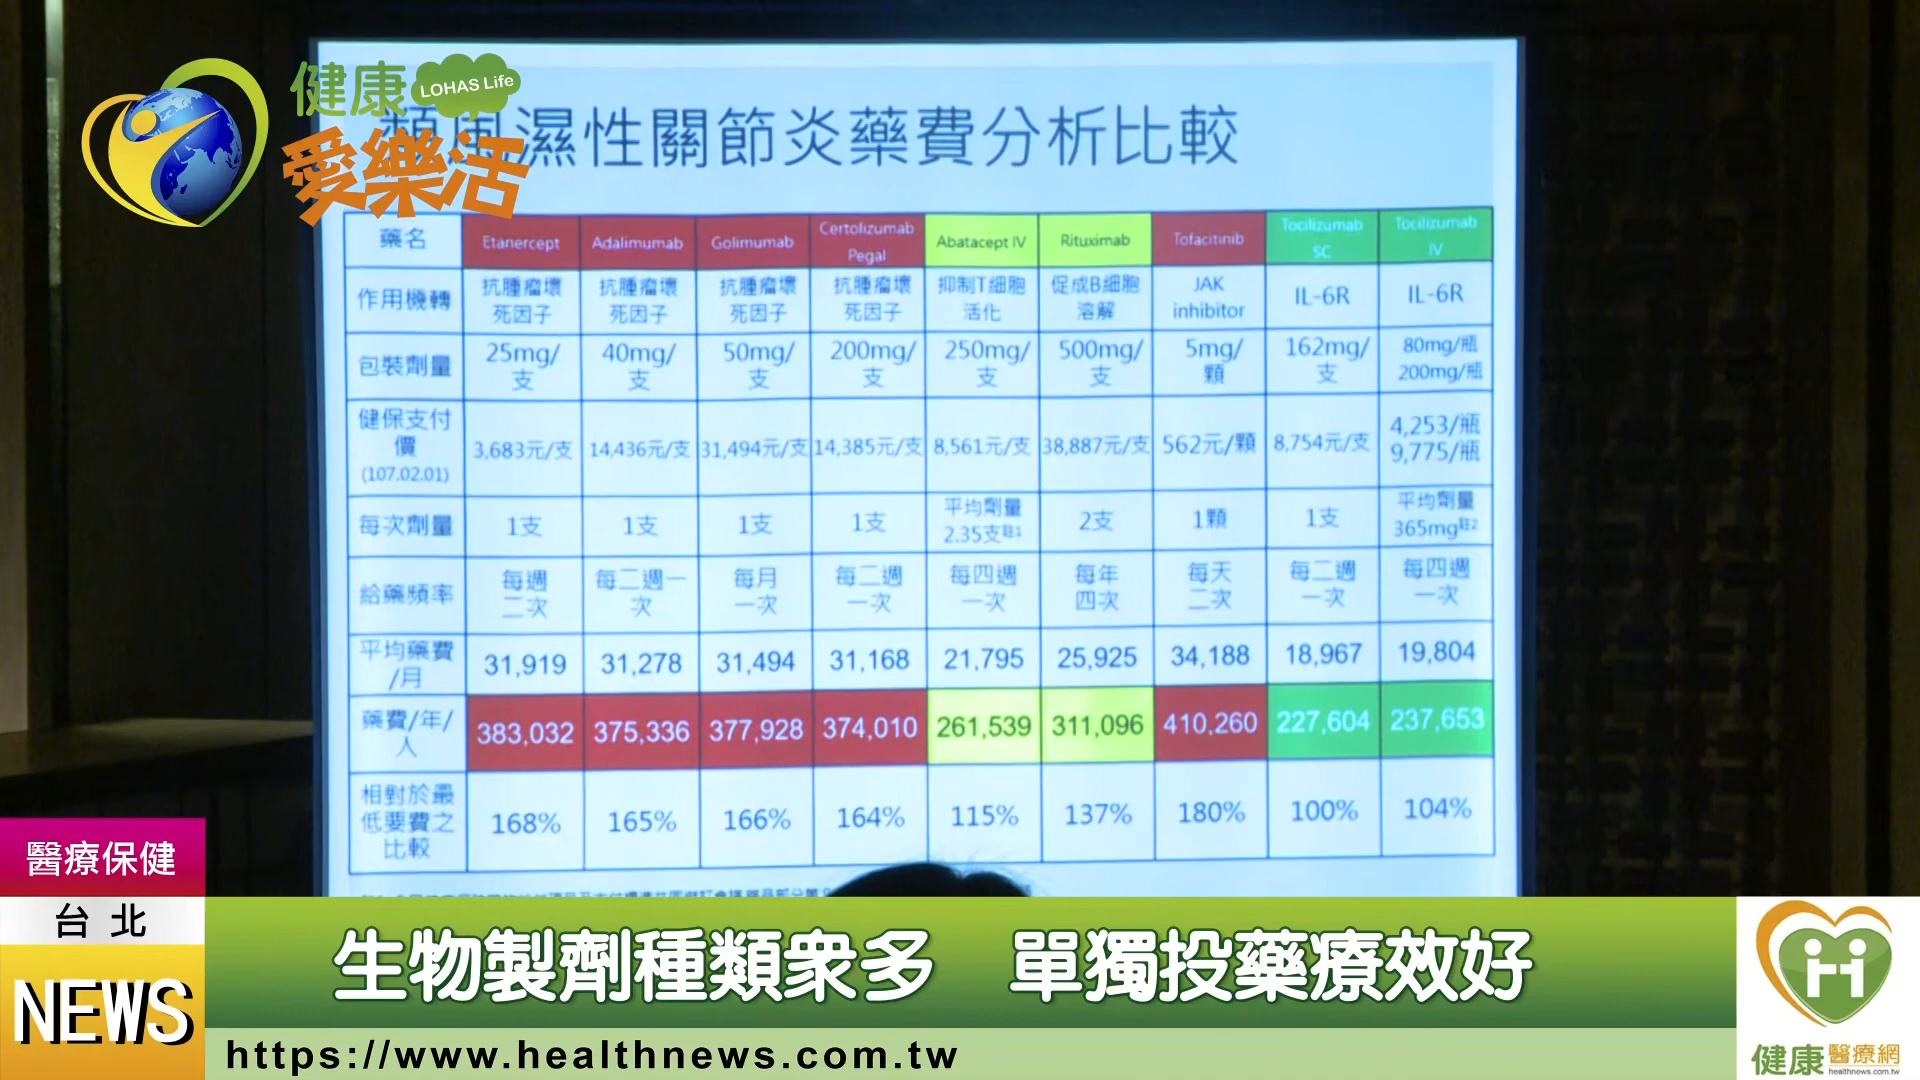 健康
LOHAS Life
愛樂活
類風濕性關節炎藥費分析比較
藥名 Etanercept Adalimumab Golimumab Certolizumab Pegal Abatacept IV Rituximab Tofacitinib Tocilizumab SC Tocilizumab IV
作用機轉 抗腫瘤壞死因子 抗腫瘤壞死因子 抗腫瘤壞死因子 抗腫瘤壞死因子 抑制T細胞活化 促成B細胞溶解 JAK inhibitor IL-6R IL-6R
包裝劑量 25mg/支 40mg/支 50mg/支 200mg/支 250mg/支 500mg/支 5mg/顆 162mg/支 80mg/瓶 200mg/瓶
健保支付價 (107.02.01) 3,683元/支 14,436元/支 31,494元/支 14,385元/支 8,561元/支 38,887元/支 562元/顆 8,754元/支 4,253/瓶 9,775/瓶
每次劑量 1支 1支 1支 1支 平均劑量 2.35支註1 2支 1顆 1支 平均劑量 365mg註2
給藥頻率 每週二次 每二週一次 每月一次 每二週一次 每四週一次 每年四次 每天二次 每二週一次 每四週一次
平均藥費/月 31,919 31,278 31,494 31,168 21,795 25,925 34,188 18,967 19,804
藥費/年/人 383,032 375,336 377,928 374,010 261,539 311,096 410,260 227,604 237,653
相對於最低要費之比較 168% 165% 166% 164% 115% 137% 180% 100% 104%
醫療保健
台北
NEWS
生物製劑種類眾多 單獨投藥療效好
https://www.healthnews.com.tw
健康醫療網
healthnews.com.tw